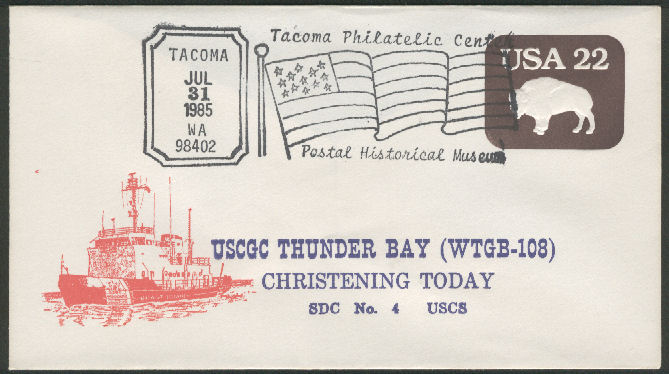 Tacoma Philatelic Center
USA 22
TACOMA
JUL
31
1985
WA
98402
Postal Historical Museum
USCGC THUNDER BAY (WTGB-108)
CHRISTENING TODAY
SDC No. 4 USCS